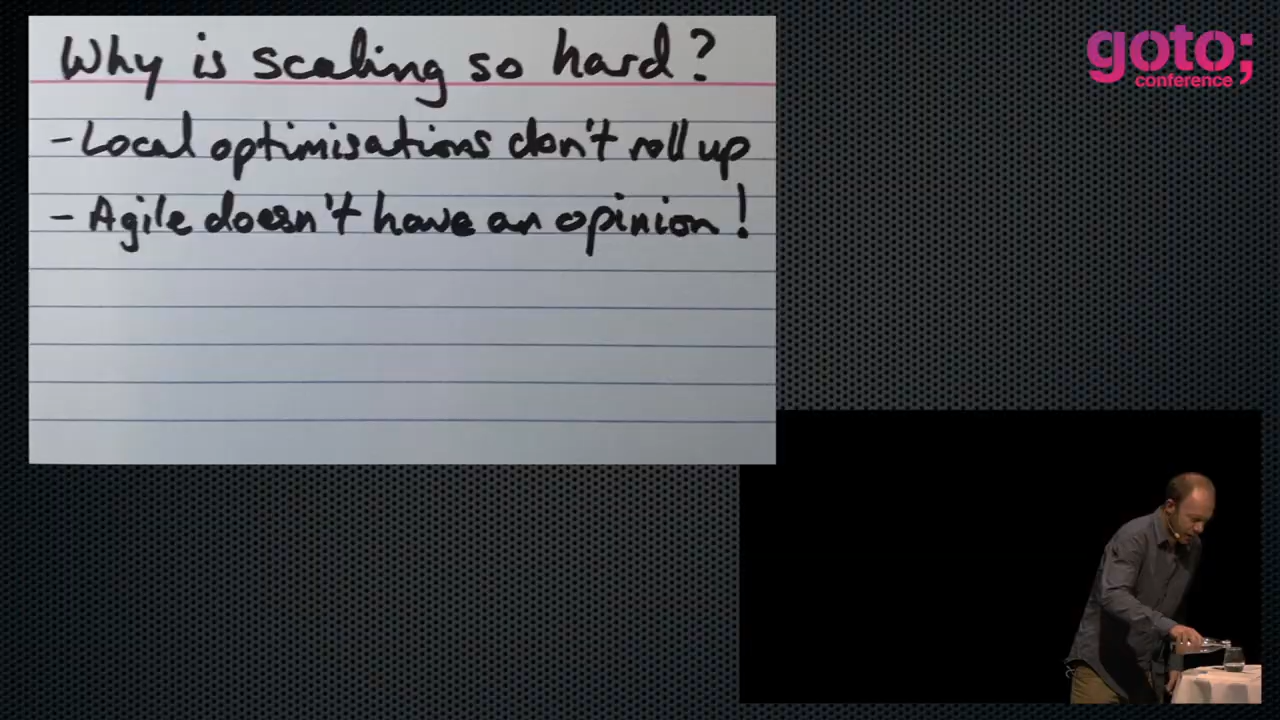 Why is scaling so hard?
- Local optimisations don't roll up
- Agile doesn't have an opinion!
goto;
conference